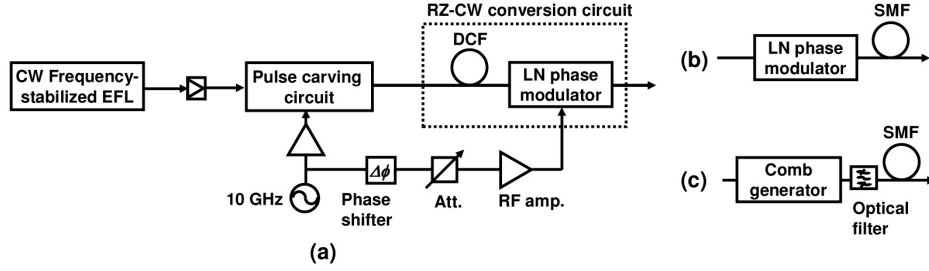 RZ-CW conversion circuit
DCF
CW Frequency-
stabilized EFL
Pulse carving
circuit
LN phase
modulator
10 GHz
Δϕ
Phase
shifter
Att.
RF amp.
(a)
SMF
(b)
LN phase
modulator
SMF
(c)
Comb
generator
Optical
filter